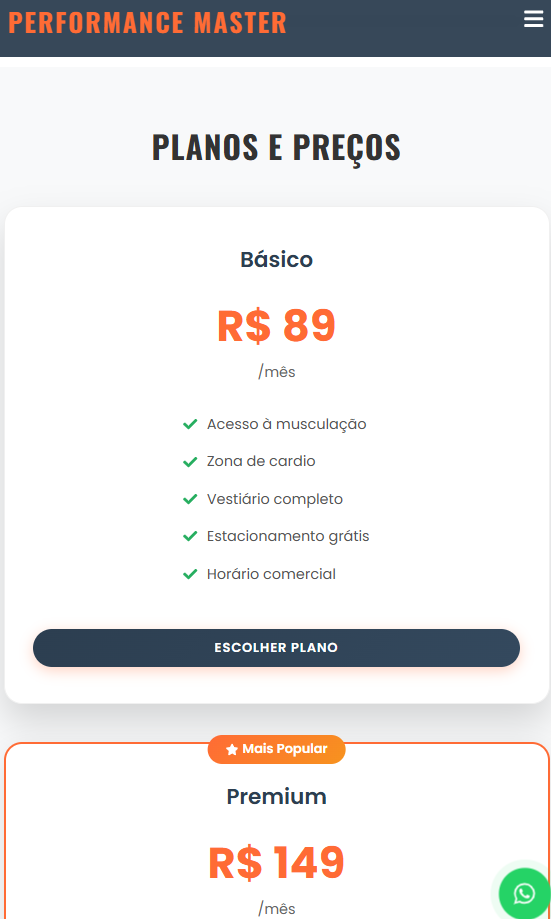 PERFORMANCE MASTER
PLANOS E PREÇOS
Básico
R$ 89
/mês
Acesso à musculação
Zona de cardio
Vestiário completo
Estacionamento grátis
Horário comercial
ESCOLHER PLANO
Mais Popular
Premium
R$ 149
/mês